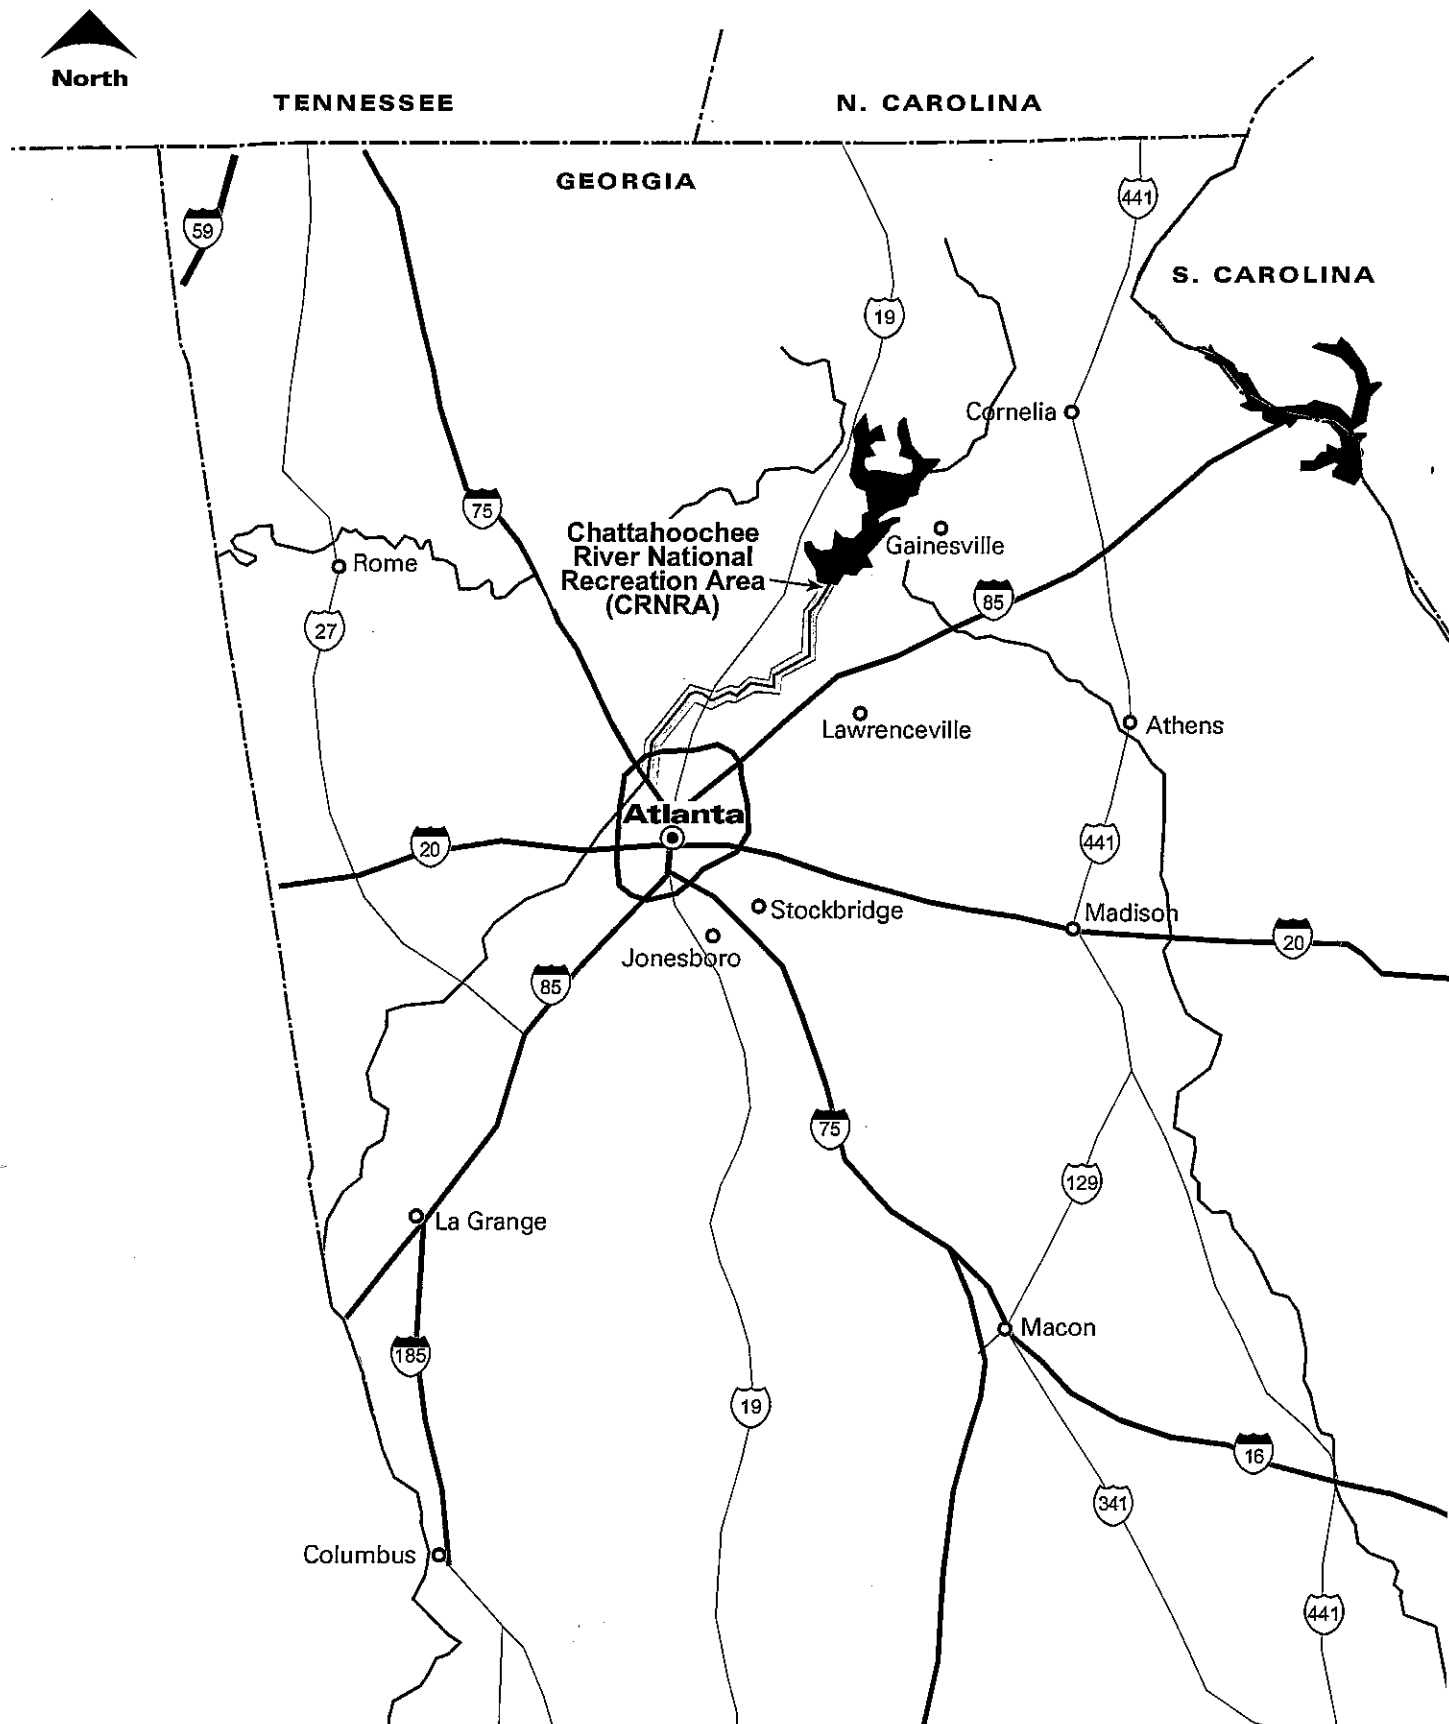 North
TENNESSEE
N. CAROLINA
GEORGIA
441
59
S. CAROLINA
19
Cornelia
75
Chattahoochee
River National
Recreation Area
(CRNRA)
Gainesville
Rome
85
27
Lawrenceville
Athens
Atlanta
20
441
Stockbridge
Madison
Jonesboro
20
85
75
129
La Grange
Macon
185
19
16
341
Columbus
441